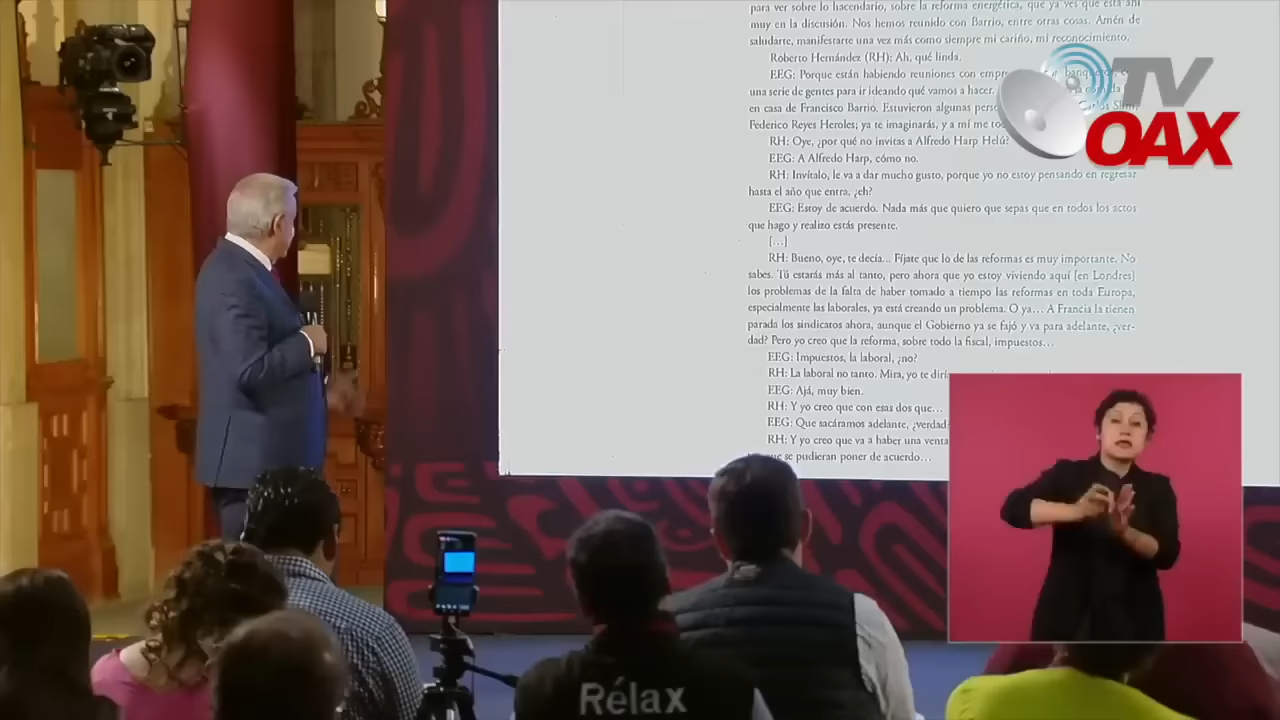 para ver sobre lo hacendario, sobre la reforma energética, que ya ves que está ahí
muy en la discusión. Nos hemos reunido con Barrio, entre otras cosas. Amén de
saludarte, manifestarte una vez más como siempre mi cariño, mi reconocimiento.
Roberto Hernández (RH): Ah, qué linda.
EEG: Porque están habiendo reuniones con
una serie de gentes para ir ideando qué vamos a hacer.
en casa de Francisco Barrio. Estuvieron algunas Carlos Slim,
Federico Reyes Heroles; ya te imaginarás, y a mí me
RH: Oye, ¿por qué no invitas a Alfredo Harp Helú?
EEG: A Alfredo Harp, cómo no.
RH: Invítalo, le va a dar mucho gusto, porque yo no estoy pensando en regresar
hasta el año que entra, ¿eh?
EEG: Estoy de acuerdo. Nada más que quiero que sepas que en todos los actos
que hago y realizo estás presente.
[…]
RH: Bueno, oye, te decía… Fíjate que lo de las reformas es muy importante. No
sabes. Tú estarás más al tanto, pero ahora que yo estoy viviendo aquí [en Londres]
los problemas de la falta de haber tomado a tiempo las reformas en toda Europa,
especialmente las laborales, ya está creando un problema. O ya… A Francia la tienen
parada los sindicatos ahora, aunque el Gobierno ya se fajó y va para adelante, ¿ver-
dad? Pero yo creo que la reforma, sobre todo la fiscal, impuestos…
EEG: Impuestos, la laboral, ¿no?
RH: La laboral no tanto. Mira, yo te diría
EEG: Ajá, muy bien.
RH: Y yo creo que con esas dos que…
EEG: Que sacáramos adelante, ¿verdad
RH: Y yo creo que va a haber una venta
que se pudieran poner de acuerdo…
TV
OAX
Rélax